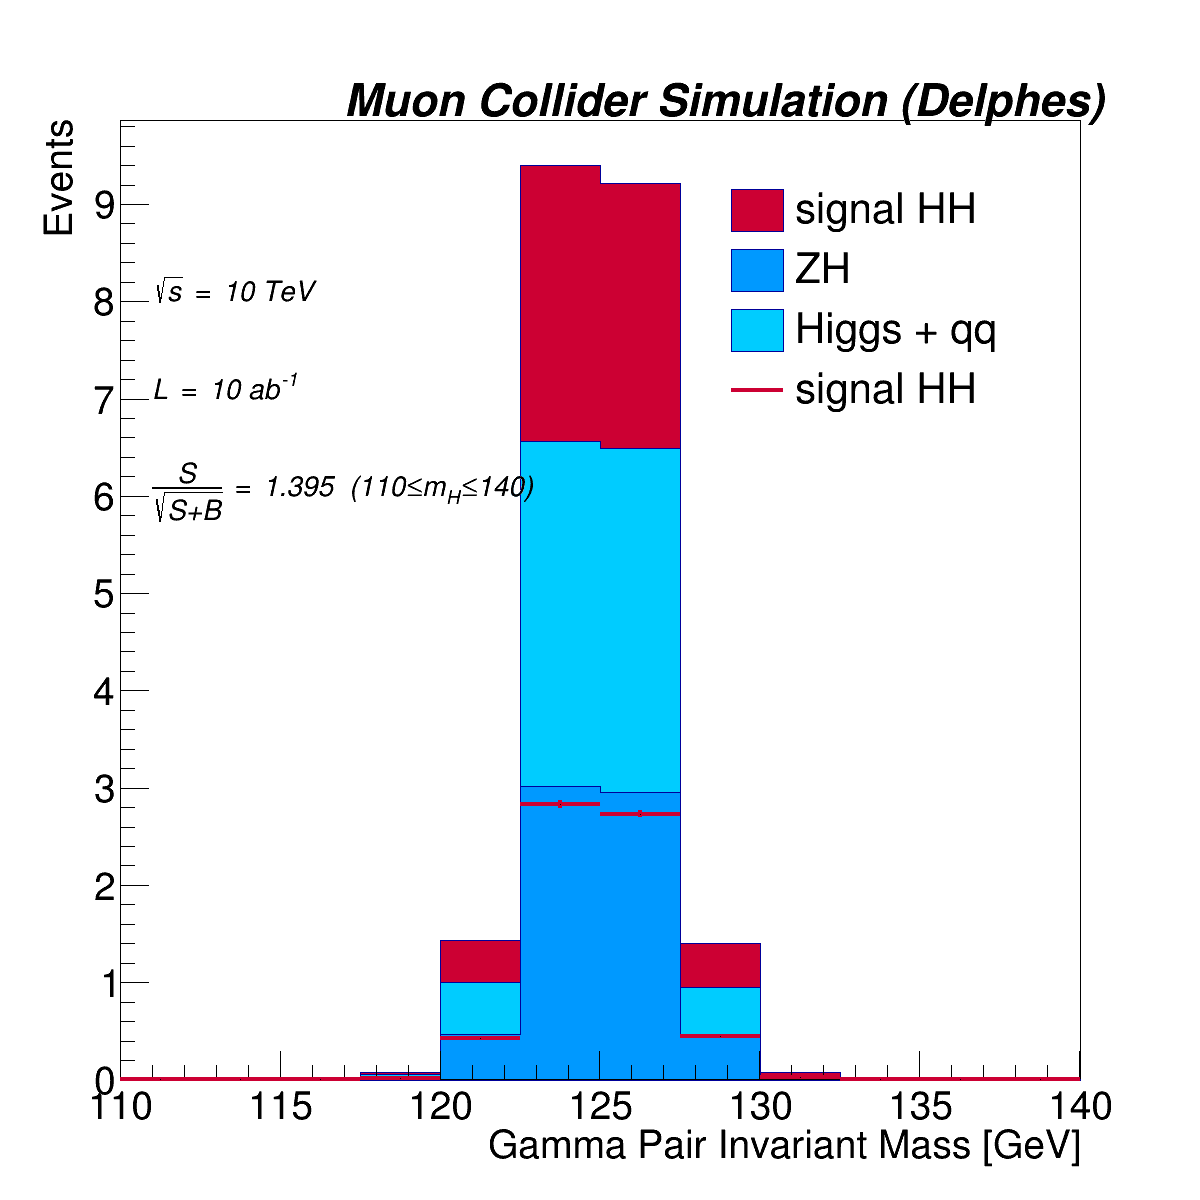 Muon Collider Simulation (Delphes)
Events
9
8
7
6
5
4
3
2
1
0
√s = 10 TeV
L = 10 ab⁻¹
S/√S+B = 1.395 (110≤m_H≤140)
signal HH
ZH
Higgs + qq
signal HH
110 115 120 125 130 135 140
Gamma Pair Invariant Mass [GeV]